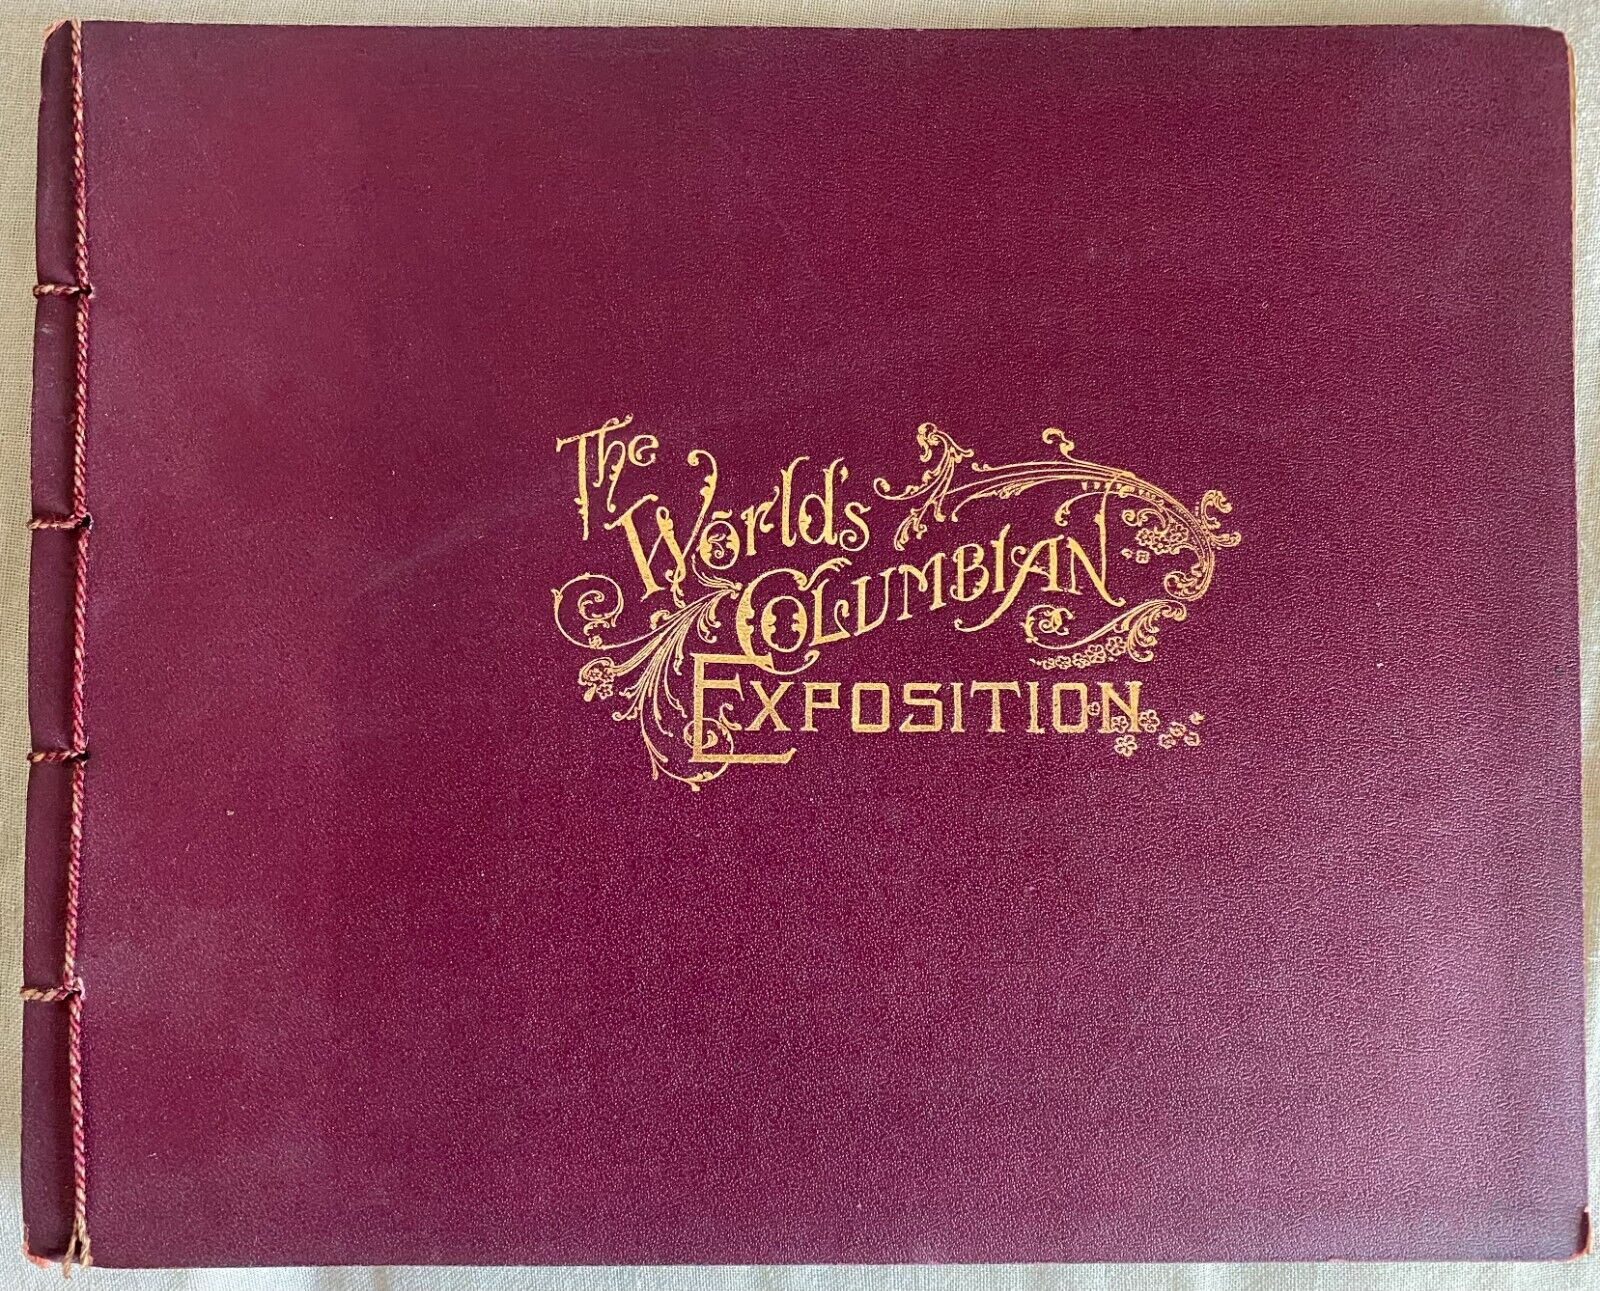 The
World's
COLUMBIAN
EXPOSITION